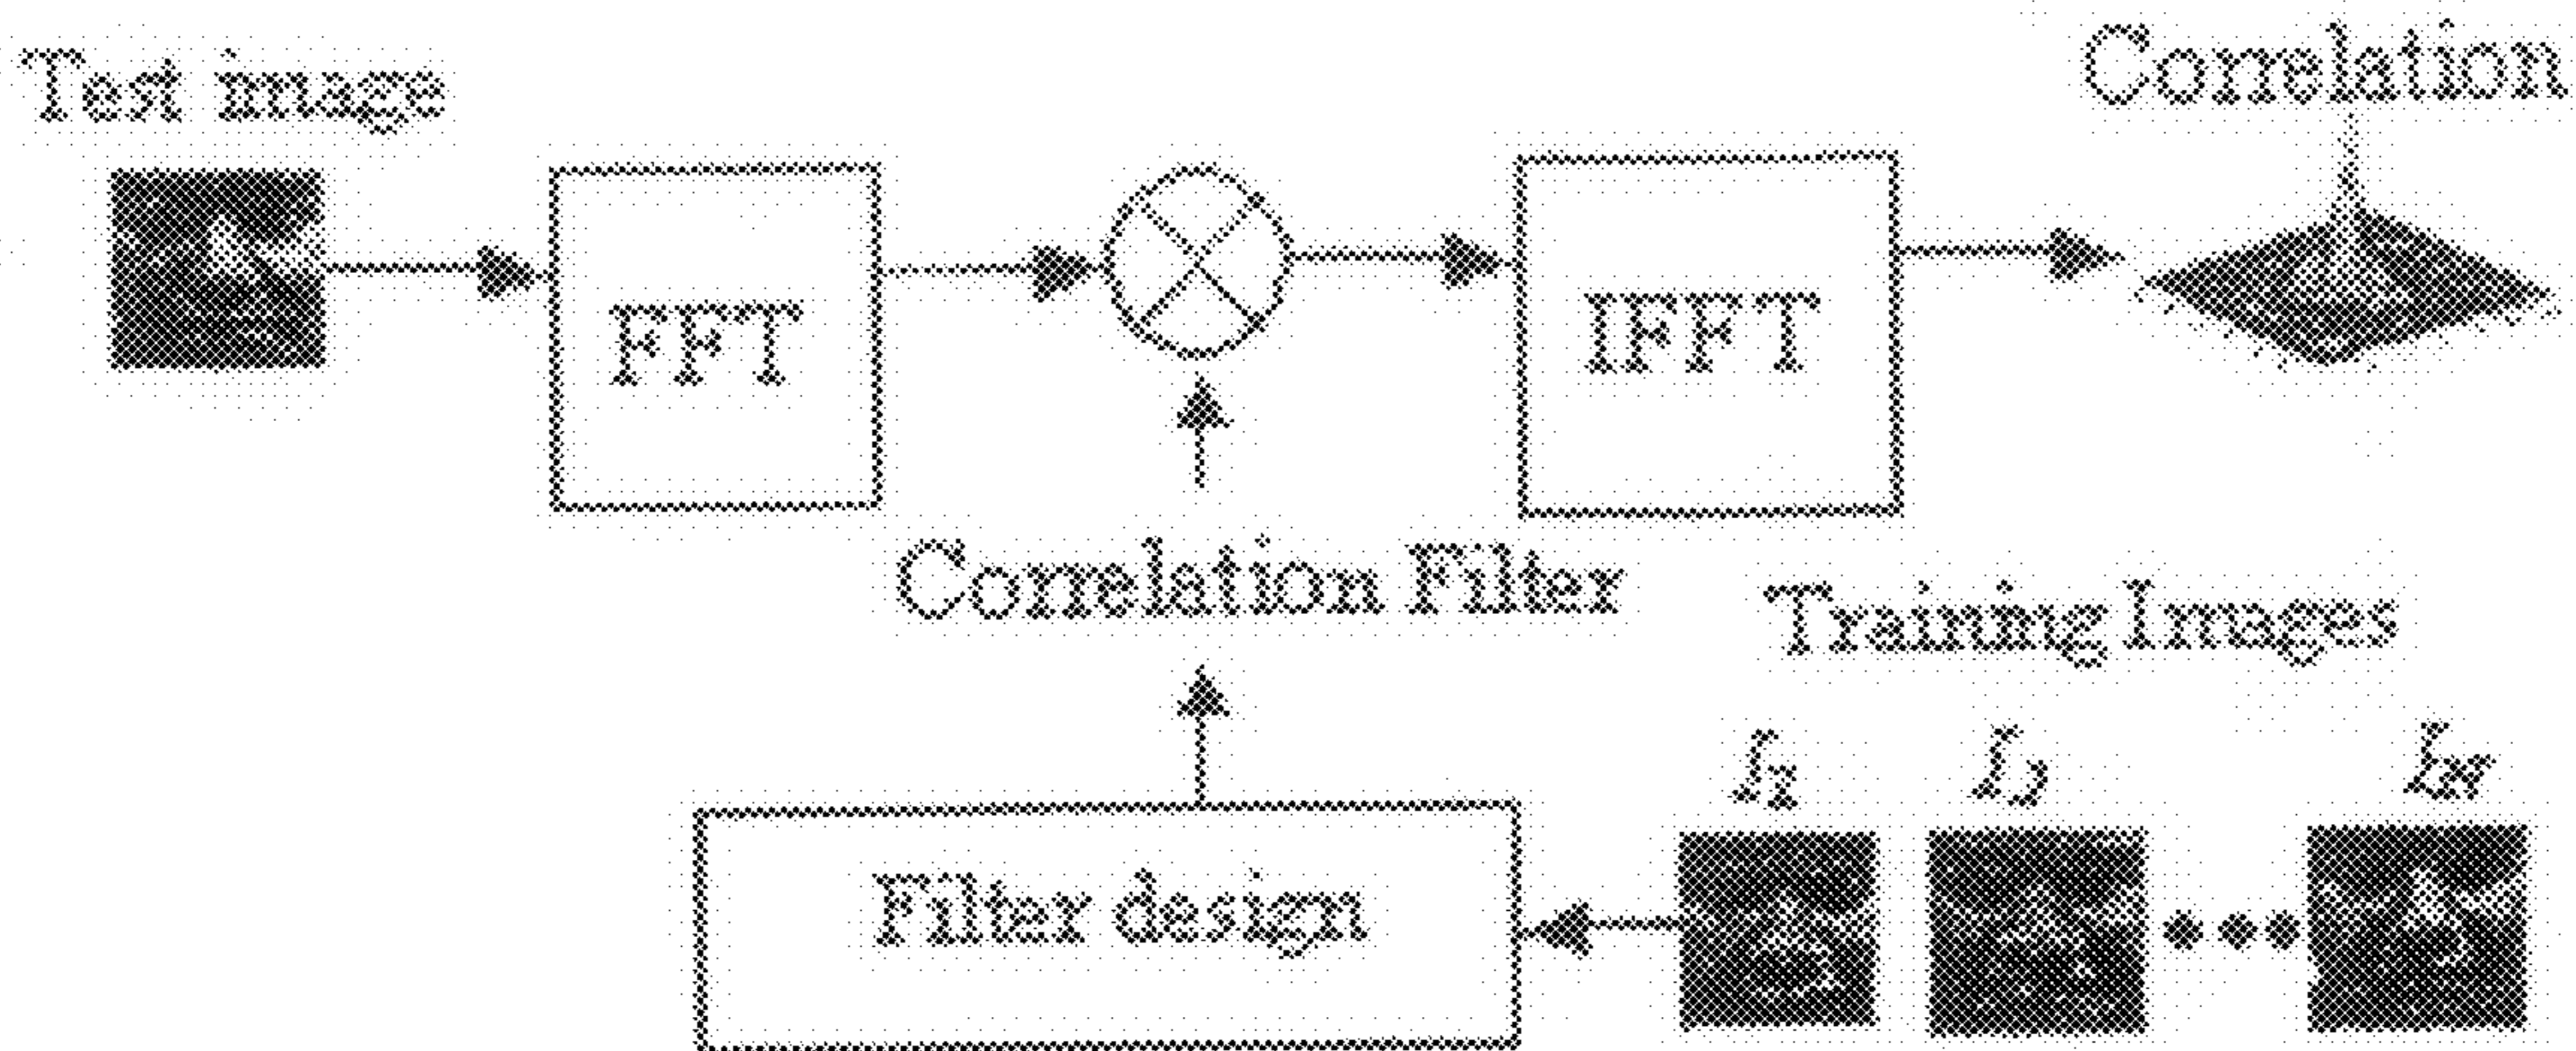 Test image
Correlation
FFT
IFFT
Correlation Filter
Training Images
Filter design